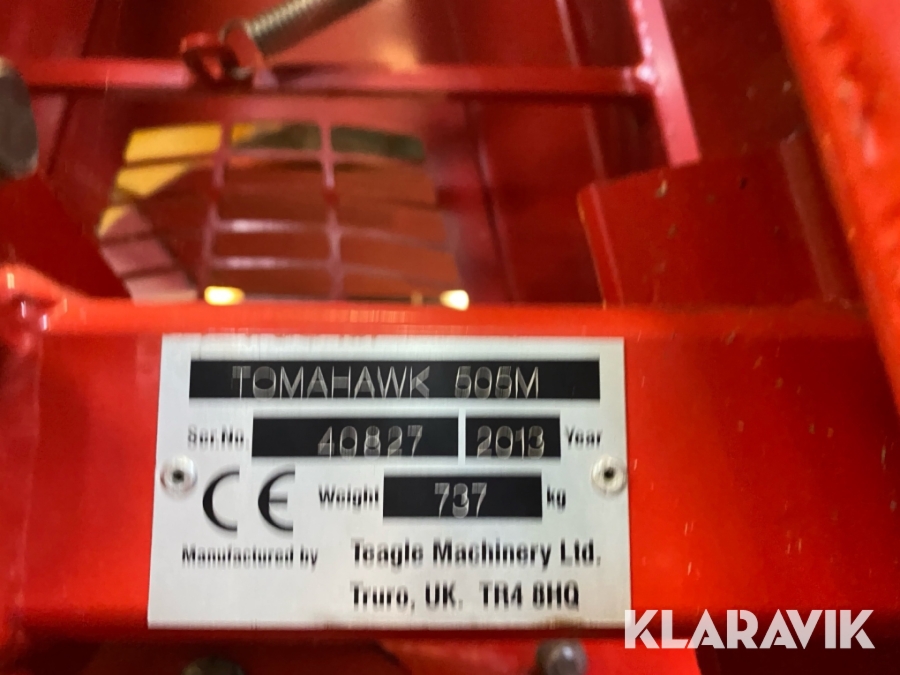 TOMAHAWK 505M
Ser.No. 40827 2013 Year
CE Weight 737 kg
Manufactured by Teagle Machinery Ltd.
Truro, UK. TR4 8HQ
KLARAVIK